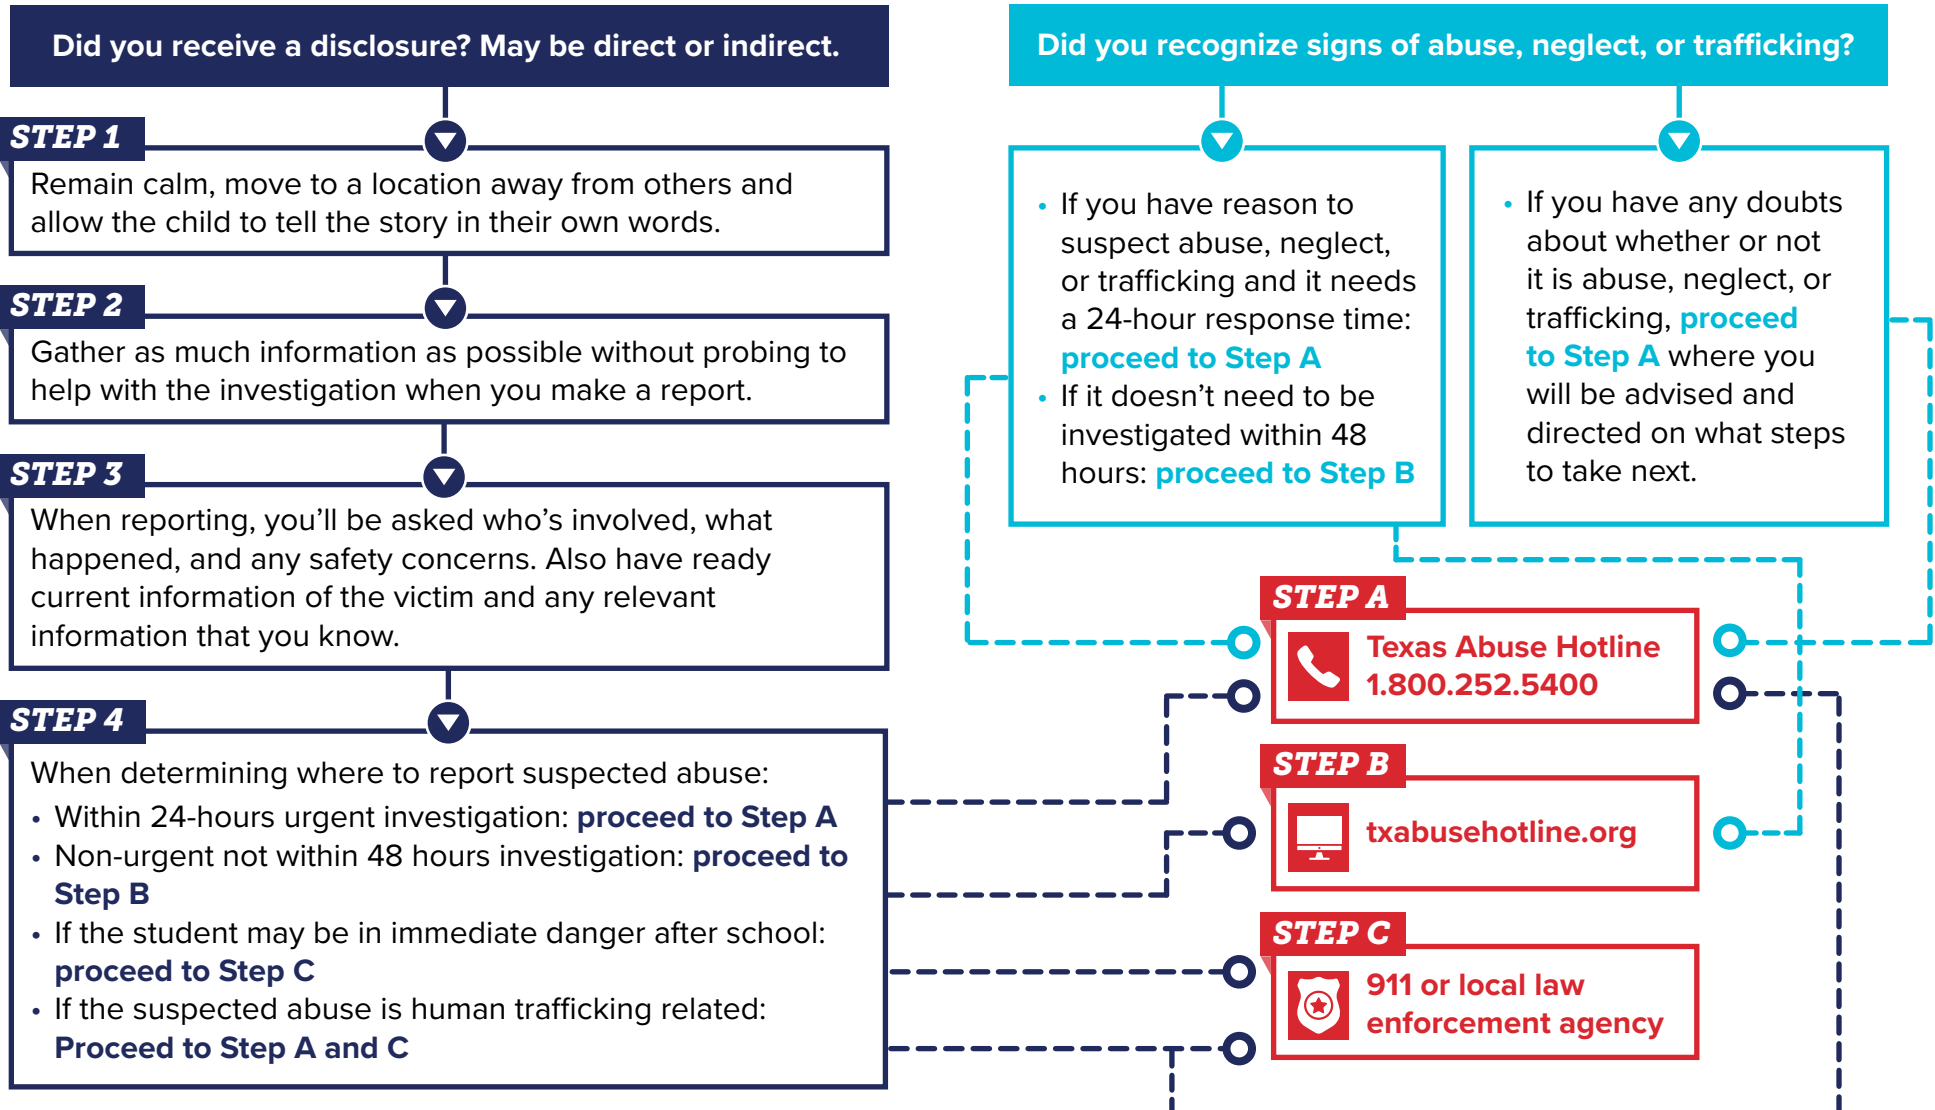 Did you receive a disclosure? May be direct or indirect.
STEP 1
Remain calm, move to a location away from others and
allow the child to tell the story in their own words.
STEP 2
Gather as much information as possible without probing to
help with the investigation when you make a report.
STEP 3
When reporting, you’ll be asked who’s involved, what
happened, and any safety concerns. Also have ready
current information of the victim and any relevant
information that you know.
STEP 4
When determining where to report suspected abuse:
• Within 24-hours urgent investigation: proceed to Step A
• Non-urgent not within 48 hours investigation: proceed to
Step B
• If the student may be in immediate danger after school:
proceed to Step C
• If the suspected abuse is human trafficking related:
Proceed to Step A and C
Did you recognize signs of abuse, neglect, or trafficking?
• If you have reason to
suspect abuse, neglect,
or trafficking and it needs
a 24-hour response time:
proceed to Step A
• If it doesn’t need to be
investigated within 48
hours: proceed to Step B
• If you have any doubts
about whether or not
it is abuse, neglect, or
trafficking, proceed
to Step A where you
will be advised and
directed on what steps
to take next.
STEP A
Texas Abuse Hotline
1.800.252.5400
STEP B
txabusehotline.org
STEP C
911 or local law
enforcement agency